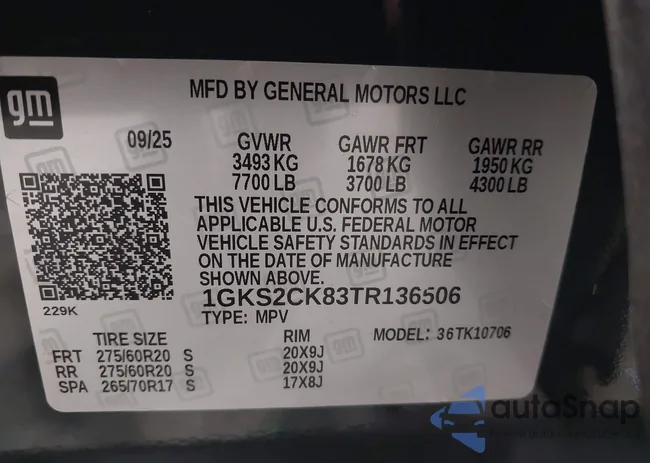 gm
MFD BY GENERAL MOTORS LLC
09/25 GVWR GAWR FRT GAWR RR
3493 KG 1678 KG 1950 KG
7700 LB 3700 LB 4300 LB
THIS VEHICLE CONFORMS TO ALL
APPLICABLE U.S. FEDERAL MOTOR
VEHICLE SAFETY STANDARDS IN EFFECT
ON THE DATE OF MANUFACTURE
SHOWN ABOVE.
1GKS2CK83TR136506
229K
TYPE: MPV
TIRE SIZE RIM MODEL: 36TK10706
FRT 275/60R20 S 20X9J
RR 275/60R20 S 20X9J
SPA 265/70R17 S 17X8J
autoSnap